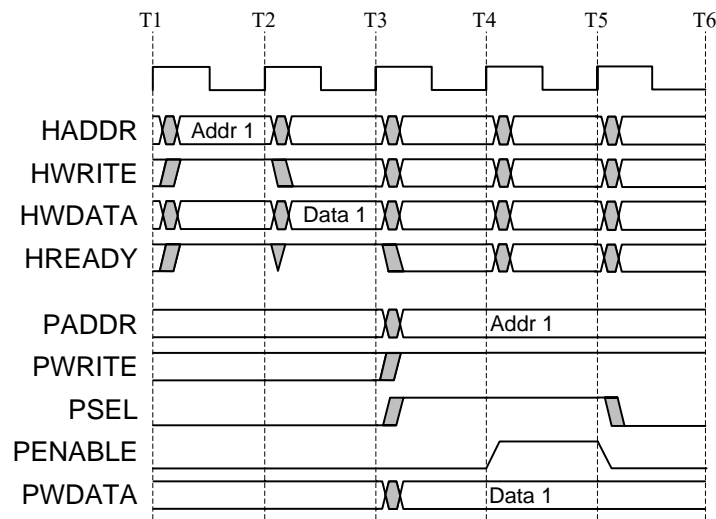 T1 T2 T3 T4 T5 T6
HADDR Addr 1
HWRITE
HWDATA Data 1
HREADY
PADDR Addr 1
PWRITE
PSEL
PENABLE
PWDATA Data 1